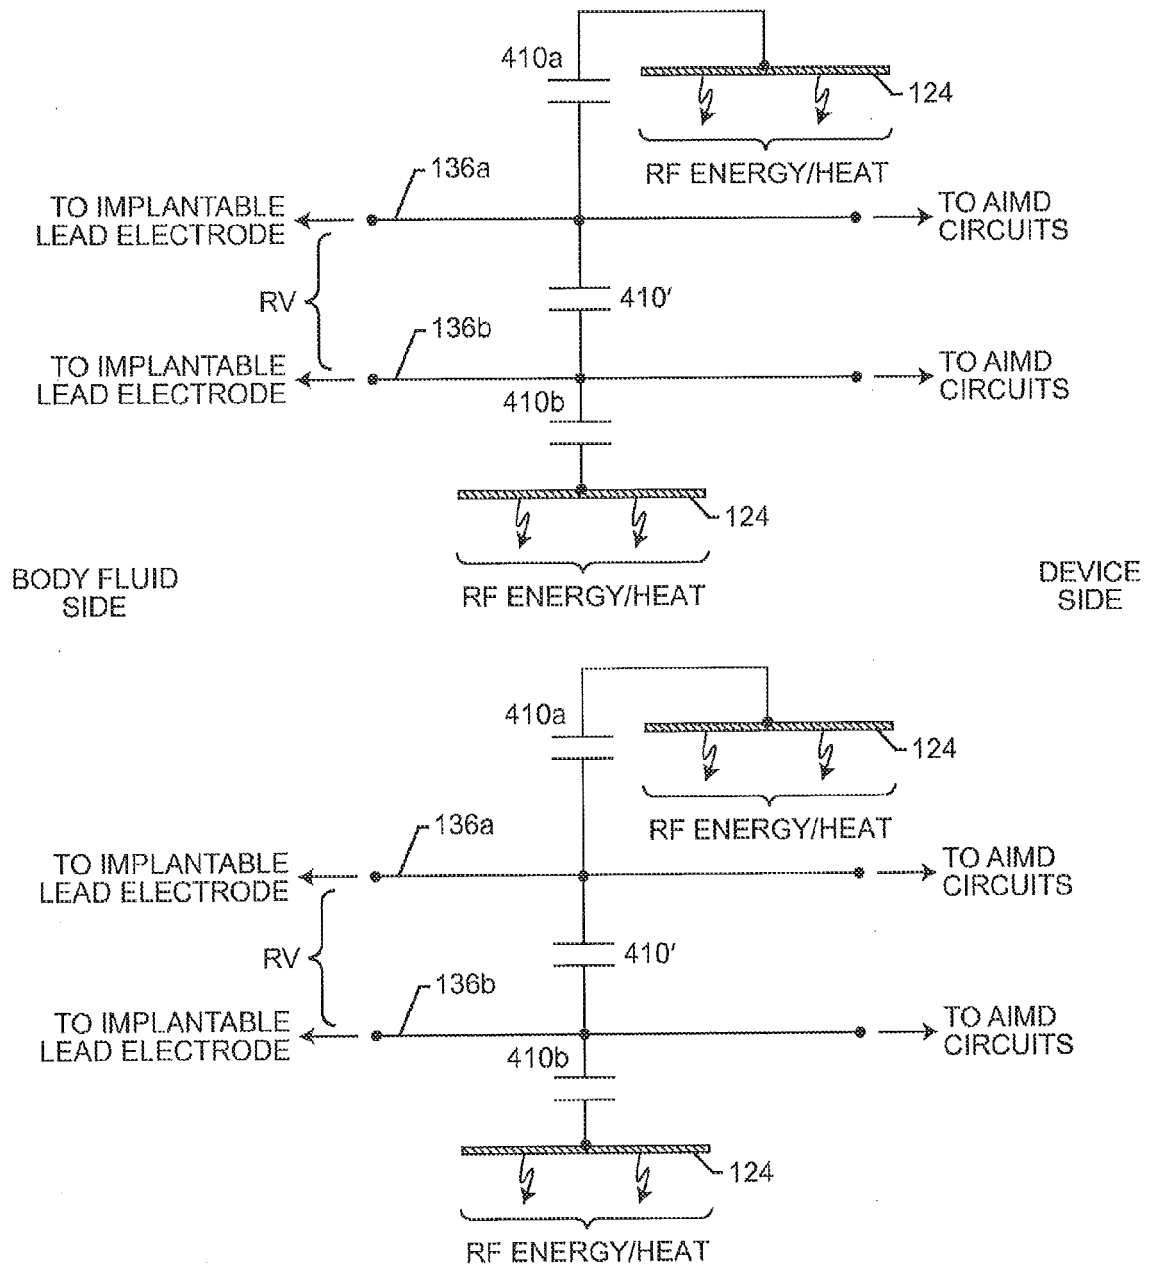 410a
124
RF ENERGY/HEAT
136a
TO IMPLANTABLE
LEAD ELECTRODE
TO AIMD
CIRCUITS
RV
410'
136b
TO IMPLANTABLE
LEAD ELECTRODE
TO AIMD
CIRCUITS
410b
124
RF ENERGY/HEAT
BODY FLUID
SIDE
DEVICE
SIDE
410a
124
RF ENERGY/HEAT
136a
TO IMPLANTABLE
LEAD ELECTRODE
TO AIMD
CIRCUITS
RV
410'
136b
TO IMPLANTABLE
LEAD ELECTRODE
TO AIMD
CIRCUITS
410b
124
RF ENERGY/HEAT